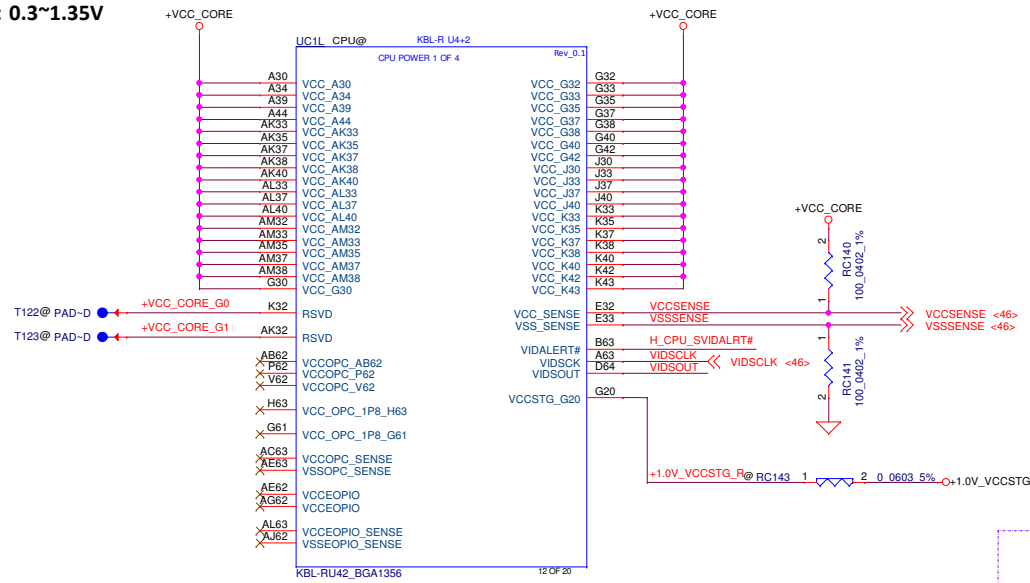 : 0.3~1.35V
+VCC_CORE
+VCC_CORE
UC1L CPU@ KBL-R U4+2
CPU POWER 1 OF 4
Rev_0.1
A30 VCC_A30
A34 VCC_A34
A39 VCC_A39
A44 VCC_A44
AK33 VCC_AK33
AK35 VCC_AK35
AK37 VCC_AK37
AK38 VCC_AK38
AK40 VCC_AK40
AL33 VCC_AL33
AL37 VCC_AL37
AL40 VCC_AL40
AM32 VCC_AM32
AM33 VCC_AM33
AM35 VCC_AM35
AM37 VCC_AM37
AM38 VCC_AM38
G30 VCC_G30
T122@ PAD~D +VCC_CORE_G0 K32 RSVD
T123@ PAD~D +VCC_CORE_G1 AK32 RSVD
AB62 VCCOPC_AB62
P62 VCCOPC_P62
V62 VCCOPC_V62
H63 VCC_OPC_1P8_H63
G61 VCC_OPC_1P8_G61
AC63 VCCOPC_SENSE
AE63 VSSOPC_SENSE
AE62 VCCEOPIO
AG62 VCCEOPIO
AL63 VCCEOPIO_SENSE
AJ62 VSSEOPIO_SENSE
VCC_G32 G32
VCC_G33 G33
VCC_G35 G35
VCC_G37 G37
VCC_G38 G38
VCC_G40 G40
VCC_G42 G42
VCC_J30 J30
VCC_J33 J33
VCC_J37 J37
VCC_J40 J40
VCC_K33 K33
VCC_K35 K35
VCC_K37 K37
VCC_K38 K38
VCC_K40 K40
VCC_K42 K42
VCC_K43 K43
VCC_SENSE E32 VCCSENSE VCCSENSE <46>
VSS_SENSE E33 VSSSENSE VSSSENSE <46>
VIDALERT# B63 H_CPU_SVIDALRT#
VIDSCK A63 VIDSCLK VIDSCLK <46>
VIDSOUT D64 VIDSOUT
VCCSTG_G20 G20
+VCC_CORE
2
RC140
100_0402_1%
1
1
RC141
100_0402_1%
2
+1.0V_VCCSTG_R @ RC143 1 2 0_0603_5% +1.0V_VCCSTG
KBL-RU42_BGA1356
12 OF 20